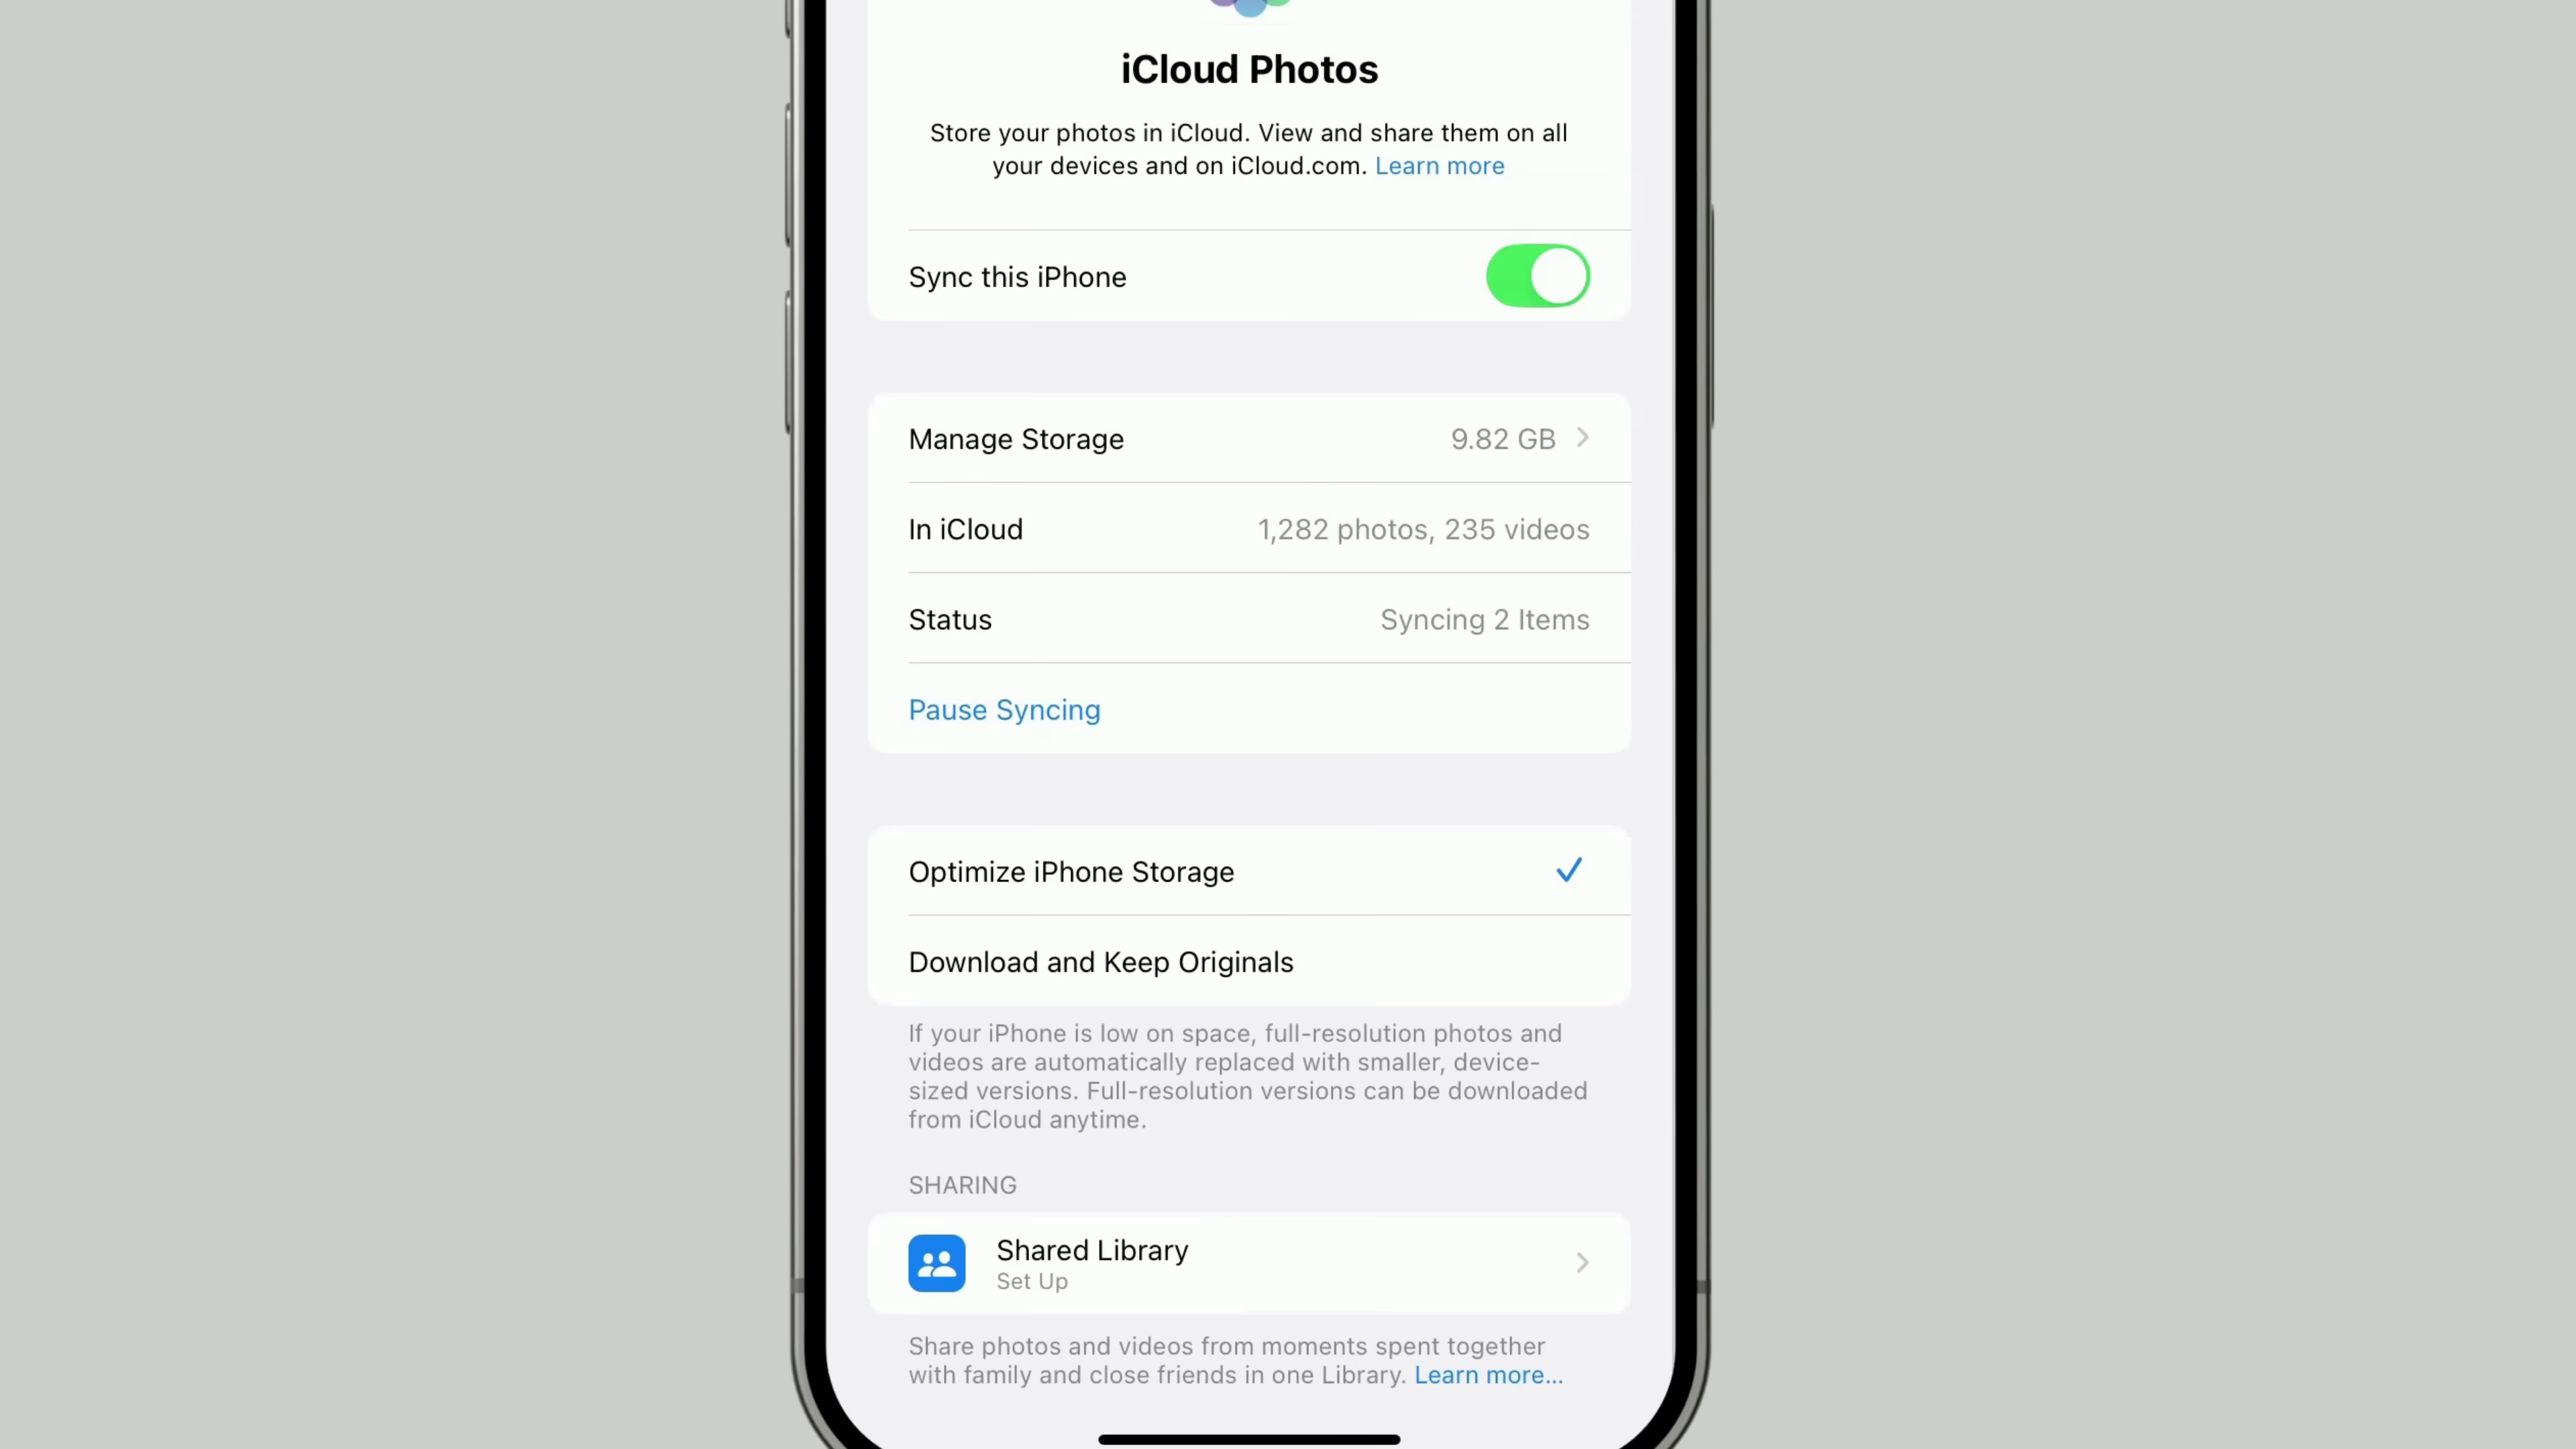 iCloud Photos
Store your photos in iCloud. View and share them on all
your devices and on iCloud.com. Learn more
Sync this iPhone
Manage Storage 9.82 GB
In iCloud 1,282 photos, 235 videos
Status Syncing 2 Items
Pause Syncing
Optimize iPhone Storage
Download and Keep Originals
If your iPhone is low on space, full-resolution photos and
videos are automatically replaced with smaller, device-
sized versions. Full-resolution versions can be downloaded
from iCloud anytime.
SHARING
Shared Library
Set Up
Share photos and videos from moments spent together
with family and close friends in one Library. Learn more...